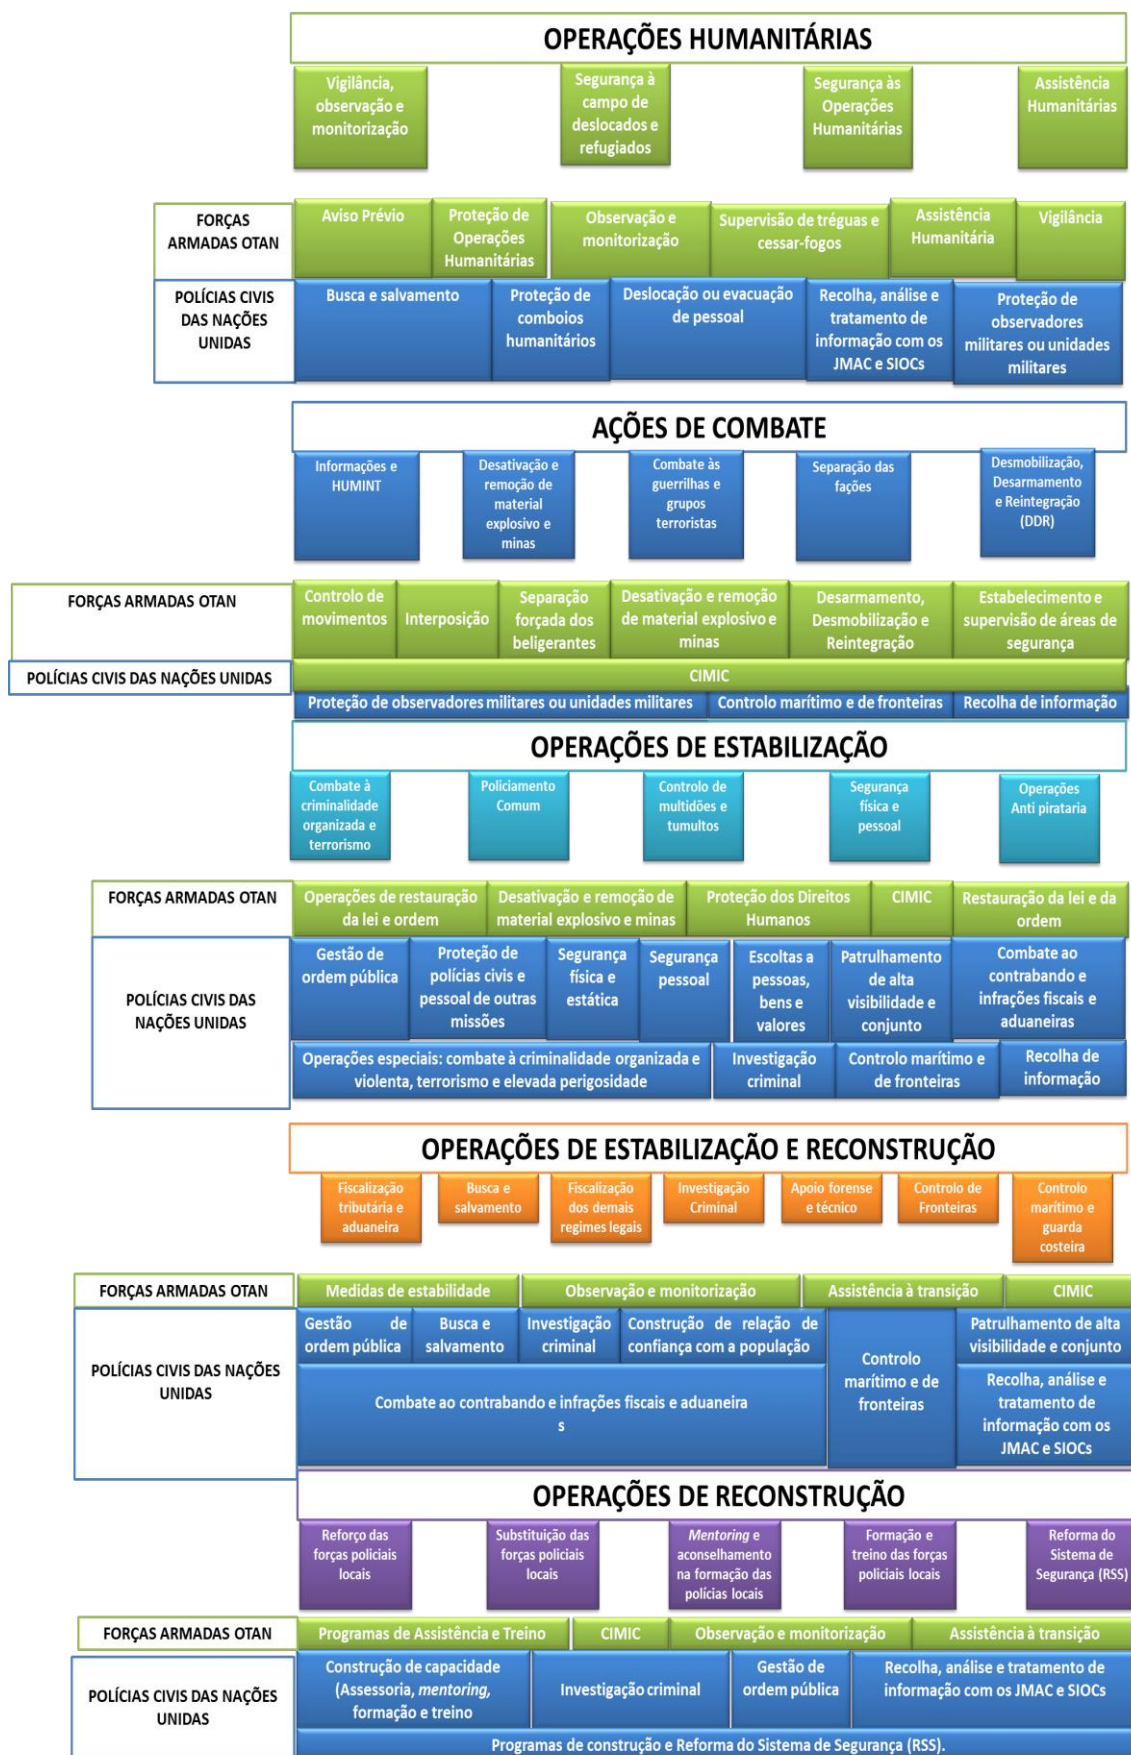 OPERAÇÕES HUMANITÁRIAS
Vigilância,
observação e
monitorização
Segurança à
campo de
deslocados e
refugiados
Segurança às
Operações
Humanitárias
Assistência
Humanitárias
FORÇAS
ARMADAS OTAN
Aviso Prévio
Proteção de
Operações
Humanitárias
Observação e
monitorização
Supervisão de tréguas e
cessar-fogos
Assistência
Humanitária
Vigilância
POLÍCIAS CIVIS
DAS NAÇÕES
UNIDAS
Busca e salvamento
Proteção de
comboios
humanitários
Deslocação ou evacuação
de pessoal
Recolha, análise e
tratamento de
informação com os
JMAC e SIOCs
Proteção de
observadores
militares ou unidades
militares
AÇÕES DE COMBATE
Informações e
HUMINT
Desativação e
remoção de
material
explosivo e
minas
Combate às
guerrilhas e
grupos
terroristas
Separação das
fações
Desmobilização,
Desarmamento
e Reintegração
(DDR)
FORÇAS ARMADAS OTAN
Controlo de
movimentos
Interposição
Separação
forçada dos
beligerantes
Desativação e remoção
de material explosivo e
minas
Desarmamento,
Desmobilização e
Reintegração
Estabelecimento e
supervisão de áreas de
segurança
POLÍCIAS CIVIS DAS NAÇÕES UNIDAS
CIMIC
Proteção de observadores militares ou unidades militares
Controlo marítimo e de fronteiras
Recolha de informação
OPERAÇÕES DE ESTABILIZAÇÃO
Combate à
criminalidade
organizada e
terrorismo
Policiamento
Comum
Controlo de
multidões e
tumultos
Segurança
física e
pessoal
Operações
Anti pirataria
FORÇAS ARMADAS OTAN
Operações de restauração
da lei e ordem
Desativação e remoção de
material explosivo e minas
Proteção dos Direitos
Humanos
CIMIC
Restauração da lei e da
ordem
POLÍCIAS CIVIS DAS
NAÇÕES UNIDAS
Gestão de
ordem pública
Proteção de
polícias civis e
pessoal de outras
missões
Segurança
física e
estática
Segurança
pessoal
Escoltas a
pessoas,
bens e
valores
Patrulhamento
de alta
visibilidade e
conjunto
Combate ao
contrabando e
infrações fiscais e
aduaneiras
Operações especiais: combate à criminalidade organizada e
violenta, terrorismo e elevada perigosidade
Investigação
criminal
Controlo marítimo e
de fronteiras
Recolha de
informação
OPERAÇÕES DE ESTABILIZAÇÃO E RECONSTRUÇÃO
Fiscalização
tributária e
aduaneira
Busca e
salvamento
Fiscalização
dos demais
regimes legais
Investigação
Criminal
Apoio forense
e técnico
Controlo de
Fronteiras
Controlo
marítimo e
guarda
costeira
FORÇAS ARMADAS OTAN
Medidas de estabilidade
Observação e monitorização
Assistência à transição
CIMIC
POLÍCIAS CIVIS DAS NAÇÕES
UNIDAS
Gestão de
ordem pública
Busca e
salvamento
Investigação
criminal
Construção de relação de
confiança com a população
Controlo
marítimo e de
fronteiras
Patrulhamento de alta
visibilidade e conjunto
Combate ao contrabando e infrações fiscais e aduaneira
s
Recolha, análise e
tratamento de
informação com os
JMAC e SIOCs
OPERAÇÕES DE RECONSTRUÇÃO
Reforço das
forças policiais
locais
Substituição das
forças policiais
locais
Mentoring e
aconselhamento
na formação das
polícias locais
Formação e
treino das forças
policiais locais
Reforma do
Sistema de
Segurança (RSS)
FORÇAS ARMADAS OTAN
Programas de Assistência e Treino
CIMIC
Observação e monitorização
Assistência à transição
POLÍCIAS CIVIS DAS NAÇÕES
UNIDAS
Construção de capacidade
(Assessoria, mentoring,
formação e treino
Investigação criminal
Gestão de
ordem pública
Recolha, análise e tratamento de
informação com os JMAC e SIOCs
Programas de construção e Reforma do Sistema de Segurança (RSS).